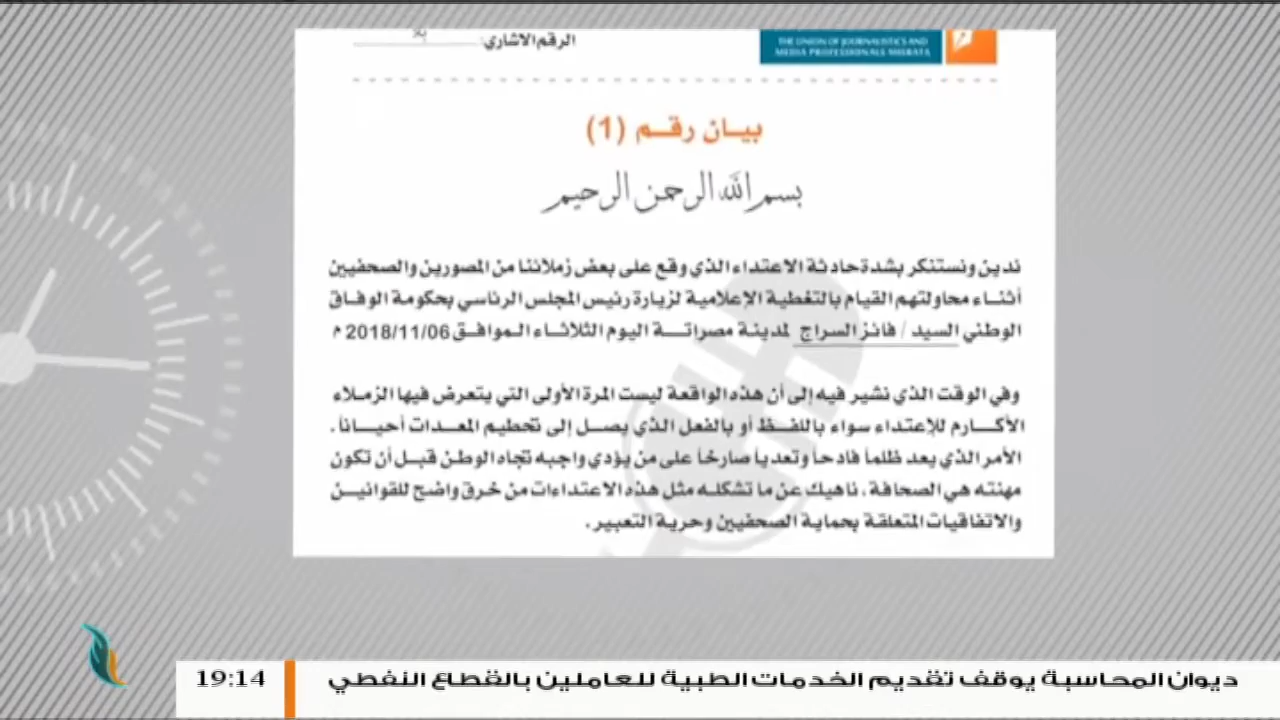 الرقم الاشاري:
THE UNION OF JOURNALISTICS AND
MEDIA PROFESSIONALS MISRATA
بيـان رقـم (1)
بسم الله الرحمن الرحيم
ندين ونستنكر بشدة حادثة الاعتداء الذي وقع على بعض زملائنا من المصورين والصحفيين
أثناء محاولتهم القيام بالتغطية الإعلامية لزيارة رئيس المجلس الرئاسي بحكومة الوفاق
الوطني السيد / فائز السراج لمدينة مصراتة اليوم الثلاثاء الموافق 2018/11/06 م
وفي الوقت الذي نشير فيه إلى أن هذه الواقعة ليست المرة الأولى التي يتعرض فيها الزملاء
الأكارم للإعتداء سواء باللفظ أو بالفعل الذي يصل إلى تحطيم المعدات أحياناً،
الأمر الذي يعد ظلماً فادحاً وتعدياً صارخاً على من يؤدي واجبه تجاه الوطن قبل أن تكون
مهنته هي الصحافة، ناهيك عن ما تشكله مثل هذه الاعتداءات من خرق واضح للقوانين
والاتفاقيات المتعلقة بحماية الصحفيين وحرية التعبير.
19:14
ديوان المحاسبة يوقف تقديم الخدمات الطبية للعاملين بالقطاع النفطي